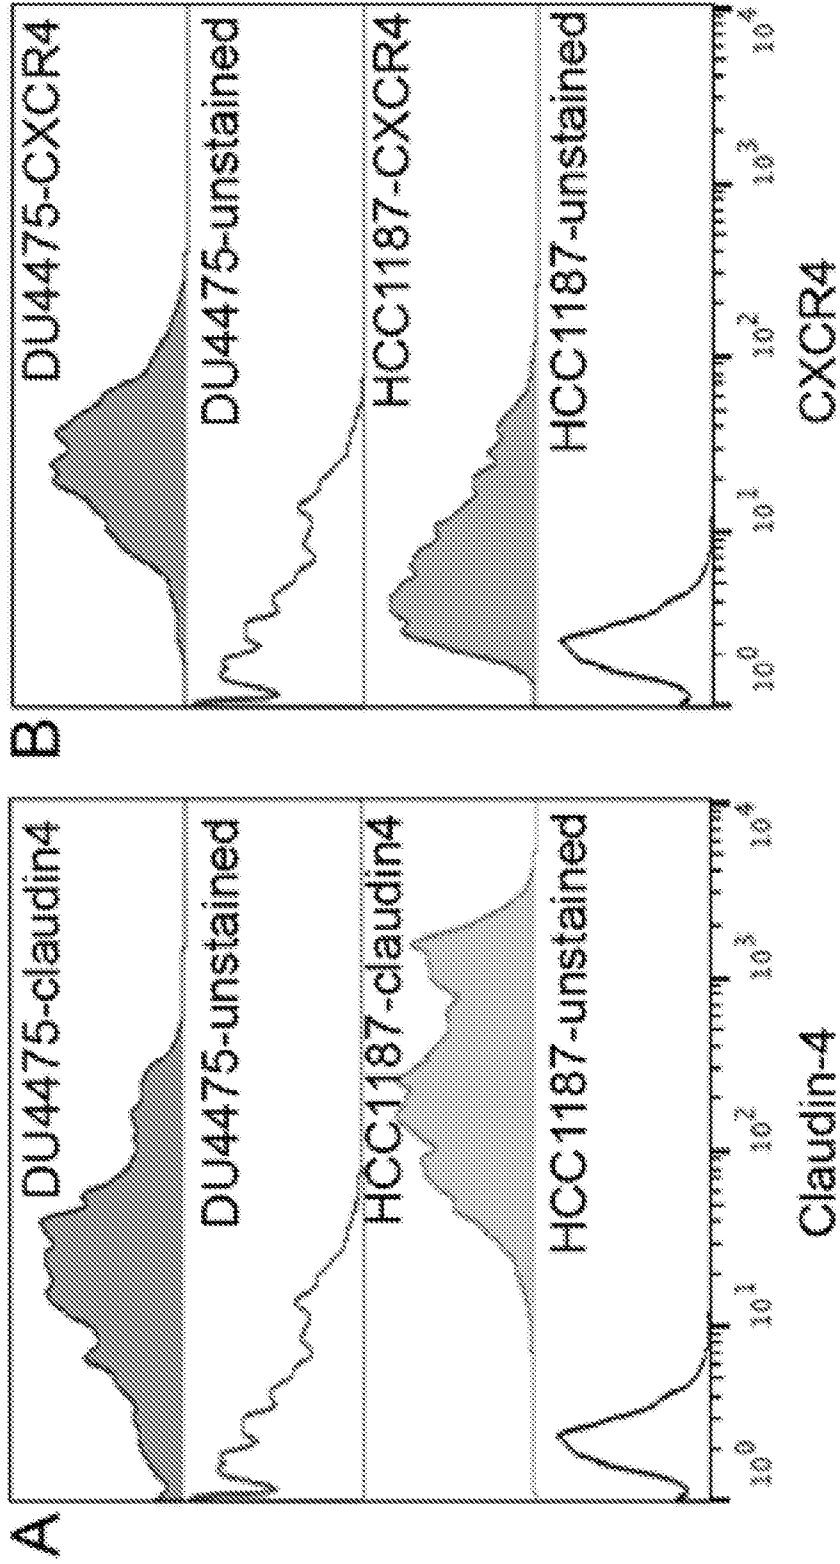 A
DU4475-claudin4
DU4475-unstained
HCC1187-claudin4
HCC1187-unstained
10^0 10^1 10^2 10^3 10^4
Claudin-4
B
DU4475-CXCR4
DU4475-unstained
HCC1187-CXCR4
HCC1187-unstained
10^0 10^1 10^2 10^3 10^4
CXCR4